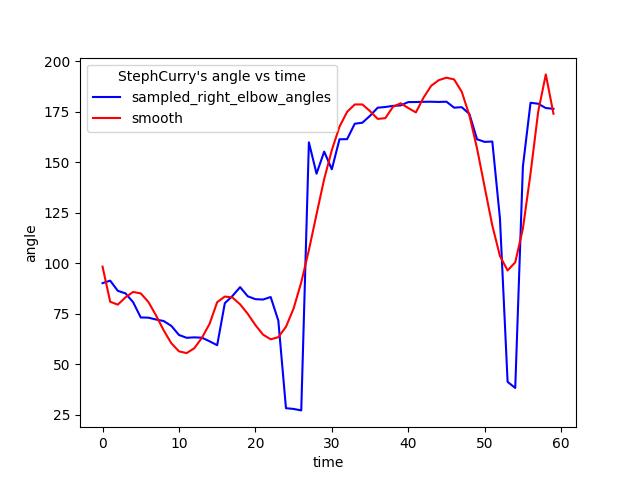 StephCurry's angle vs time
sampled_right_elbow_angles
smooth
200
175
150
125
100
75
50
25
angle
0 10 20 30 40 50 60
time